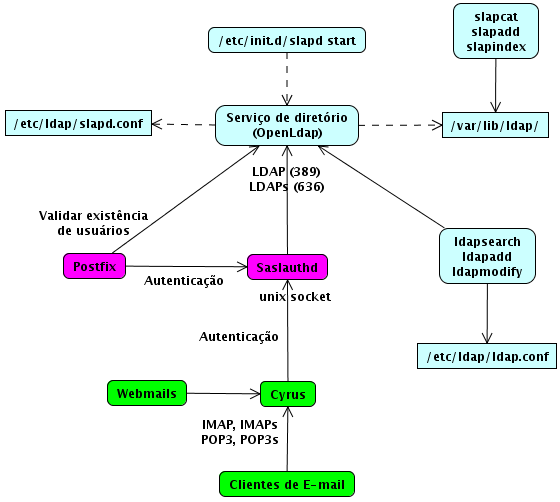 slapcat
slapadd
slapindex
/etc/init.d/slapd start
/etc/ldap/slapd.conf
Serviço de diretório
(OpenLdap)
/var/lib/ldap/
LDAP (389)
LDAPs (636)
Validar existência
de usuários
ldapsearch
ldapadd
ldapmodify
Postfix
Saslauthd
Autenticação
unix socket
Autenticação
/etc/ldap/ldap.conf
Webmails
Cyrus
IMAP, IMAPs
POP3, POP3s
Clientes de E-mail